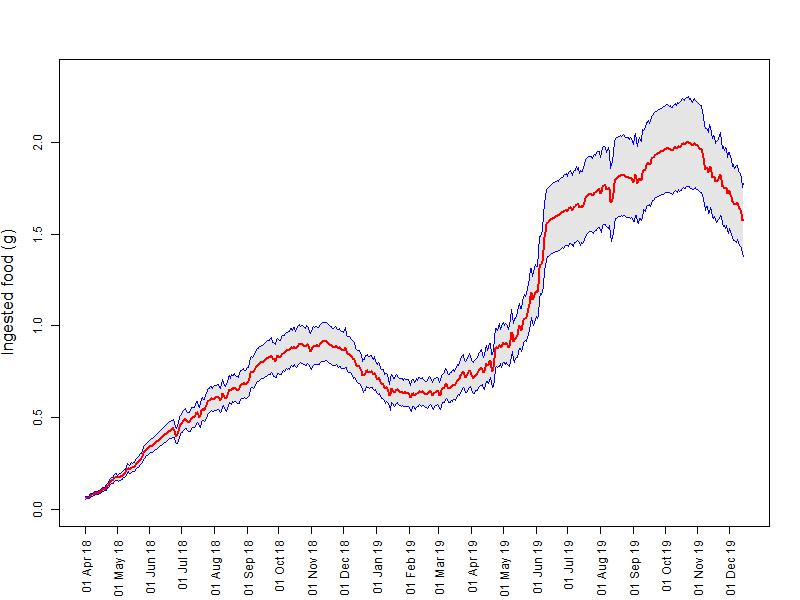 Ingested food (g)
2.0
1.5
1.0
0.5
0.0
01 Apr 18
01 May 18
01 Jun 18
01 Jul 18
01 Aug 18
01 Sep 18
01 Oct 18
01 Nov 18
01 Dec 18
01 Jan 19
01 Feb 19
01 Mar 19
01 Apr 19
01 May 19
01 Jun 19
01 Jul 19
01 Aug 19
01 Sep 19
01 Oct 19
01 Nov 19
01 Dec 19